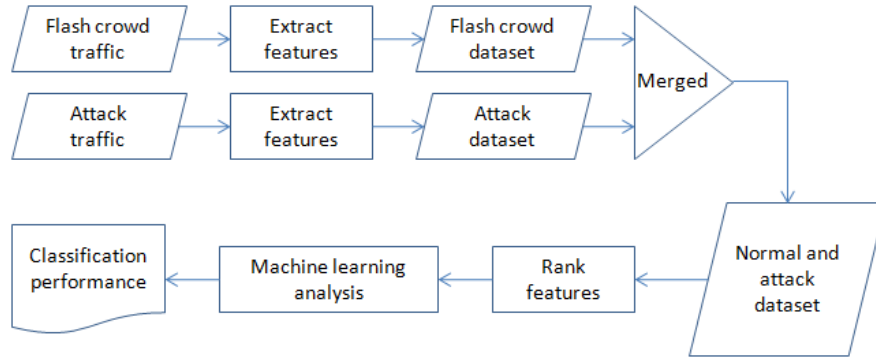 Flash crowd
traffic
Extract
features
Flash crowd
dataset
Merged
Attack
traffic
Extract
features
Attack
dataset
Classification
performance
Machine learning
analysis
Rank
features
Normal and
attack
dataset